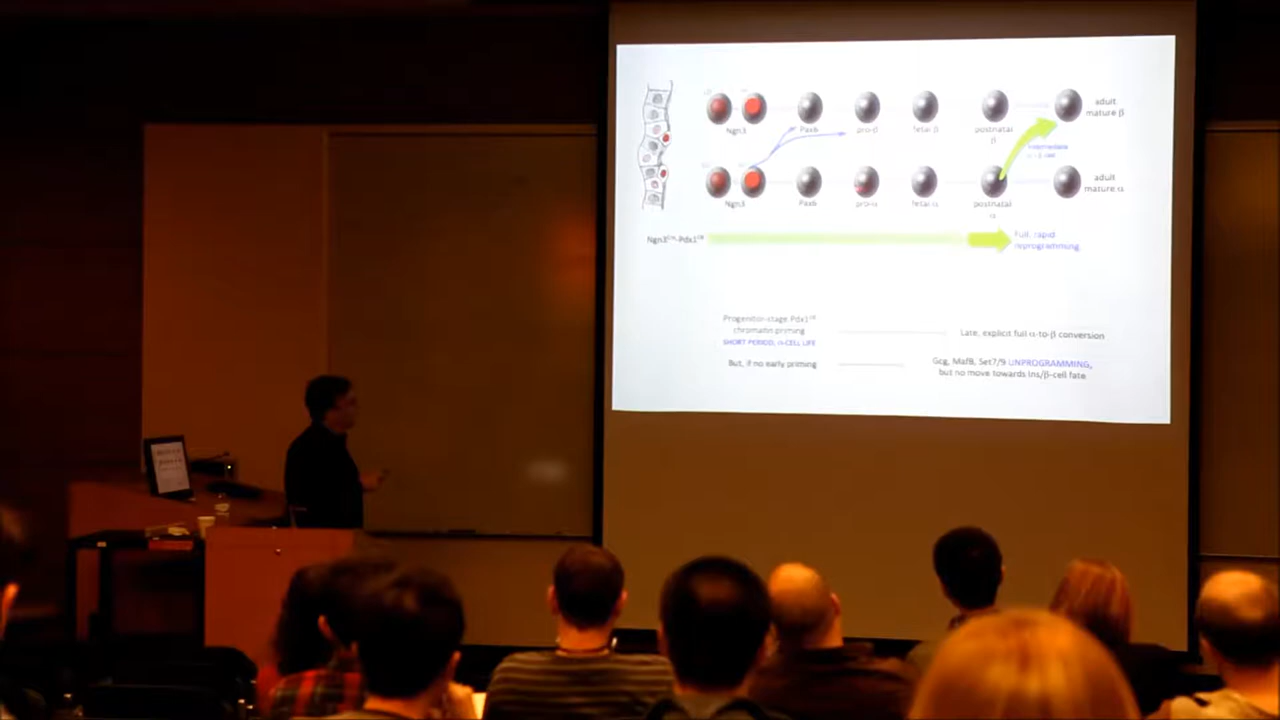 adult
mature β
Ngn3
Pax6
pro-β
fetal β
postnatal
β
intermediate
Ngn3
Pax6
pro-α
fetal α
postnatal
α
adult
mature α
Full, rapid
reprogramming
Progenitor-stage Pdx1
chromatin priming
SHORT PERIOD, α-CELL LIFE
Late, explicit full α-to-β conversion
But, if no early priming
Gcg, MafB, Set7/9 UNPROGRAMMING,
but no move towards Ins/β-cell fate